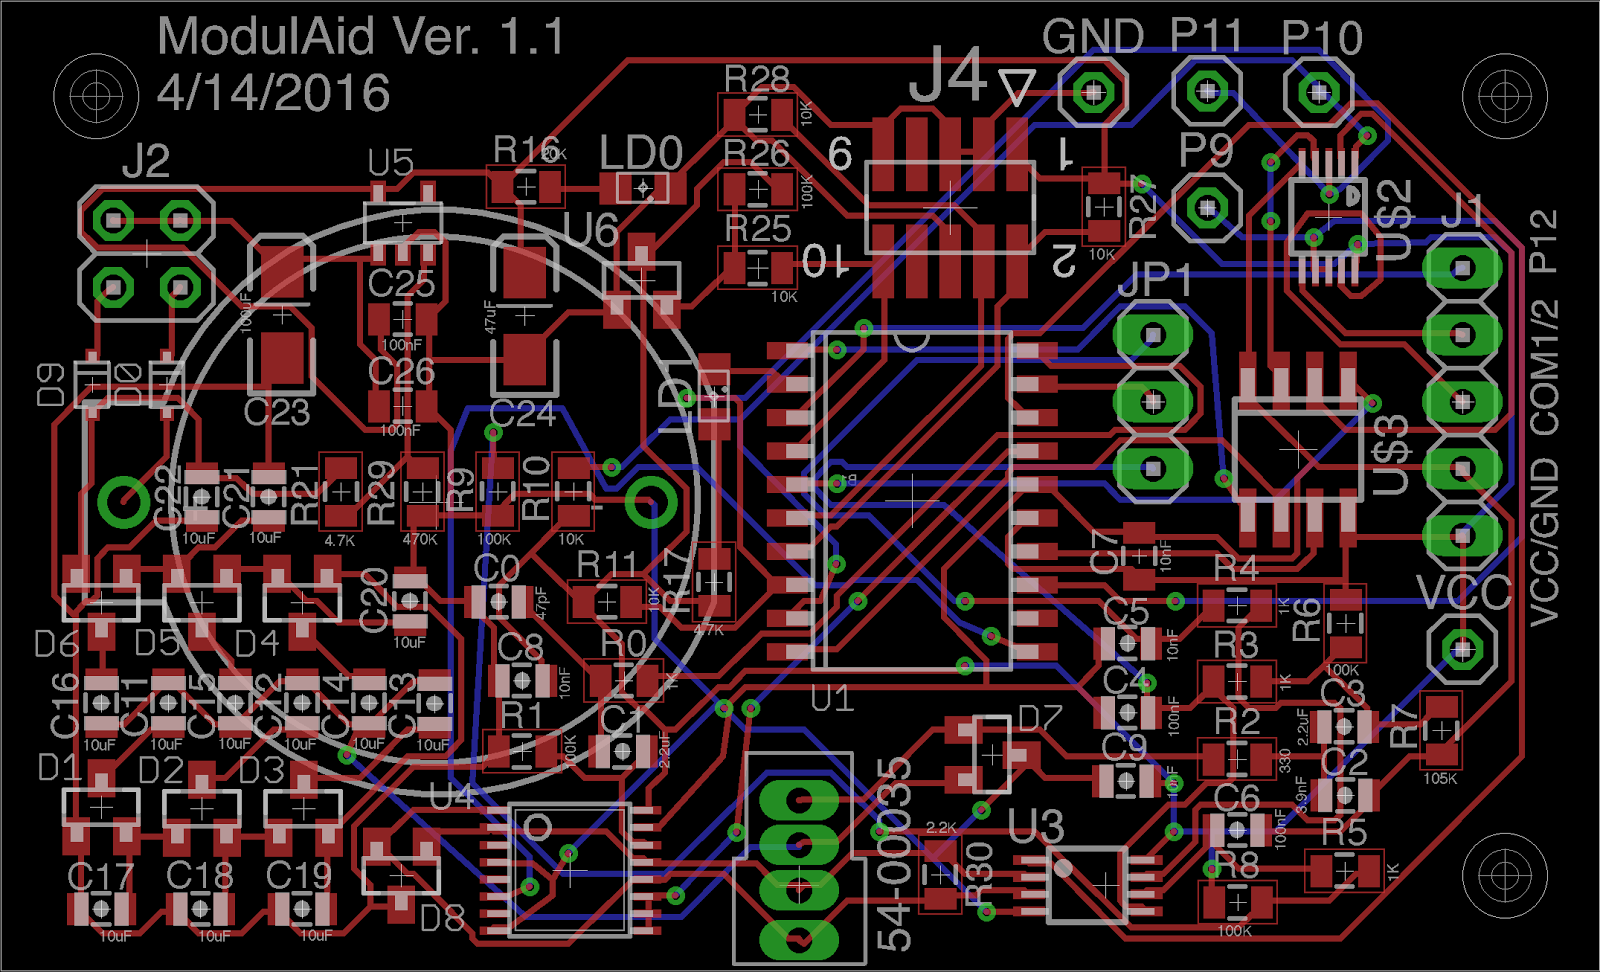 ModulAid Ver. 1.1
4/14/2016
GND
P11
P10
J4
R28
10K
J2
U5
R16
20K
LD0
R26
100K
9
1
P9
R27
10K
U$2
J1
U6
R25
10K
10
2
JP1
VCC/GND COM1/2 P12
100uF
C25
100nF
47uF
C26
100nF
D9
D0
C23
C24
LD1
U$3
C22
10uF
C21
10uF
R21
4.7K
R29
470K
R9
100K
R10
10K
C7
10nF
D6
D5
D4
C20
10uF
C0
47pF
R11
10K
R17
4.7K
R4
1K
R6
100K
VCC
C8
10nF
R0
1K
C5
10nF
R3
1K
C16
10uF
C11
10uF
C15
10uF
C12
10uF
C14
10uF
C13
10uF
R1
C1
2.2uF
U1
C4
100nF
D7
R2
330
C3
2.2uF
R7
105K
D1
D2
D3
U4
C9
C2
3.9nF
54-00035
2.2K
R30
U3
C6
100nF
R5
1K
R8
100K
C17
10uF
C18
10uF
C19
10uF
D8